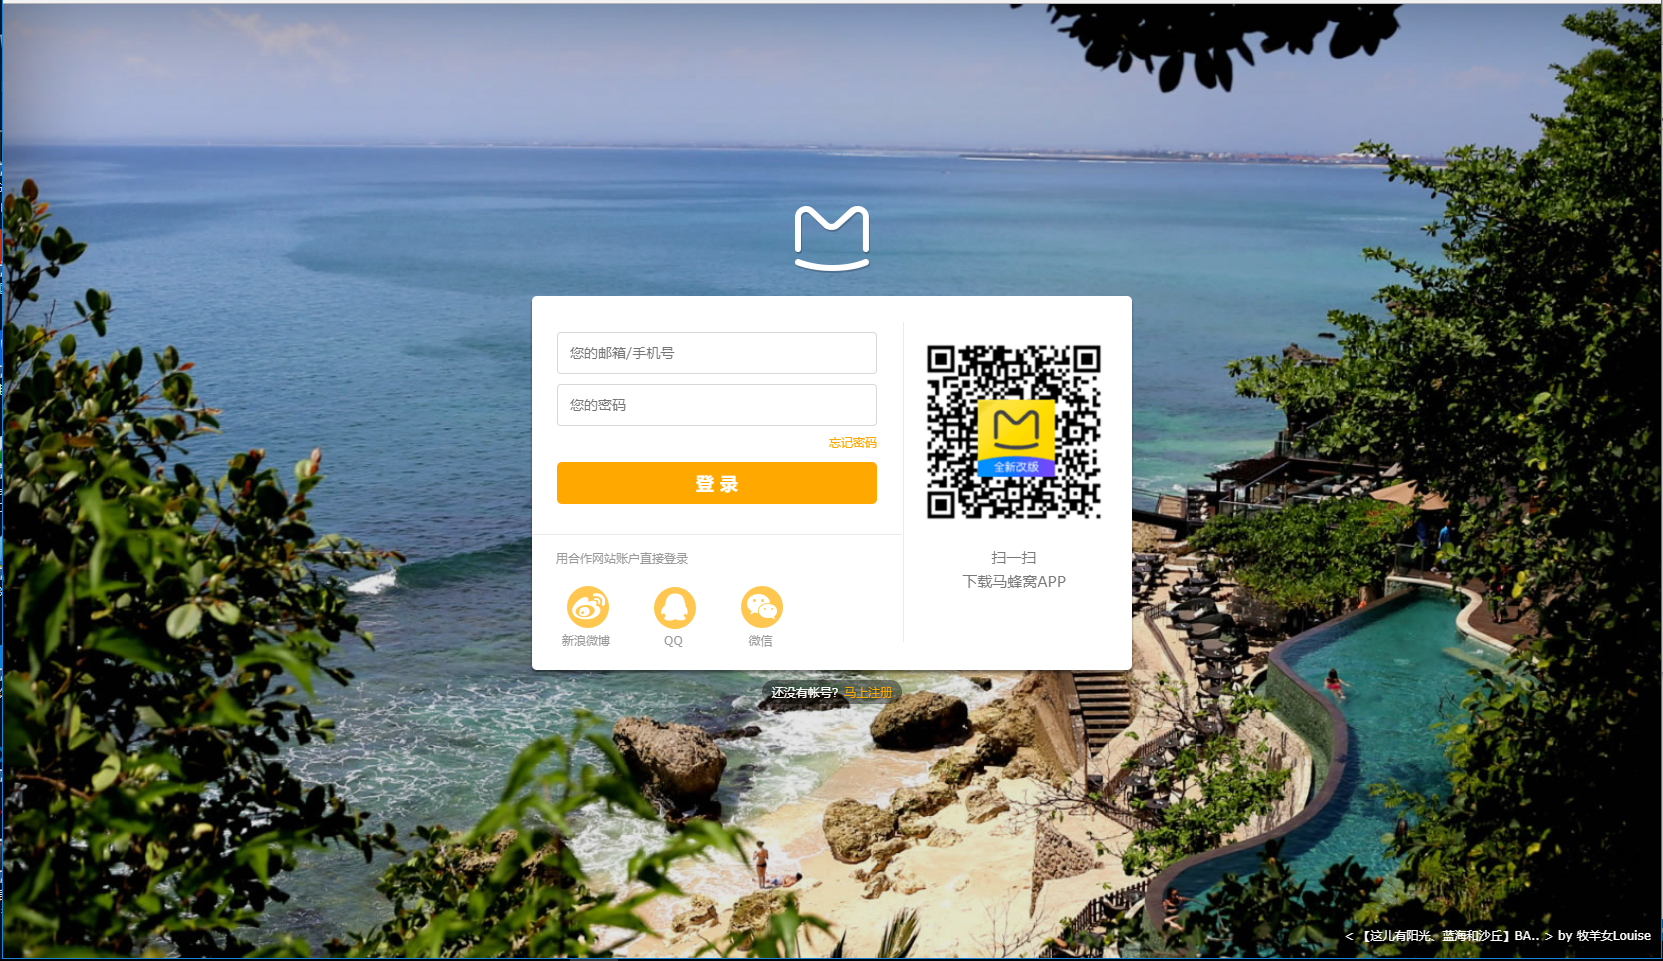 您的邮箱/手机号
您的密码
忘记密码
登 录
用合作网站账户直接登录
新浪微博
QQ
微信
全新改版
扫一扫
下载马蜂窝APP
还没有帐号? 马上注册
< 【这儿有阳光、蓝海和沙丘】BA.. > by 牧羊女Louise